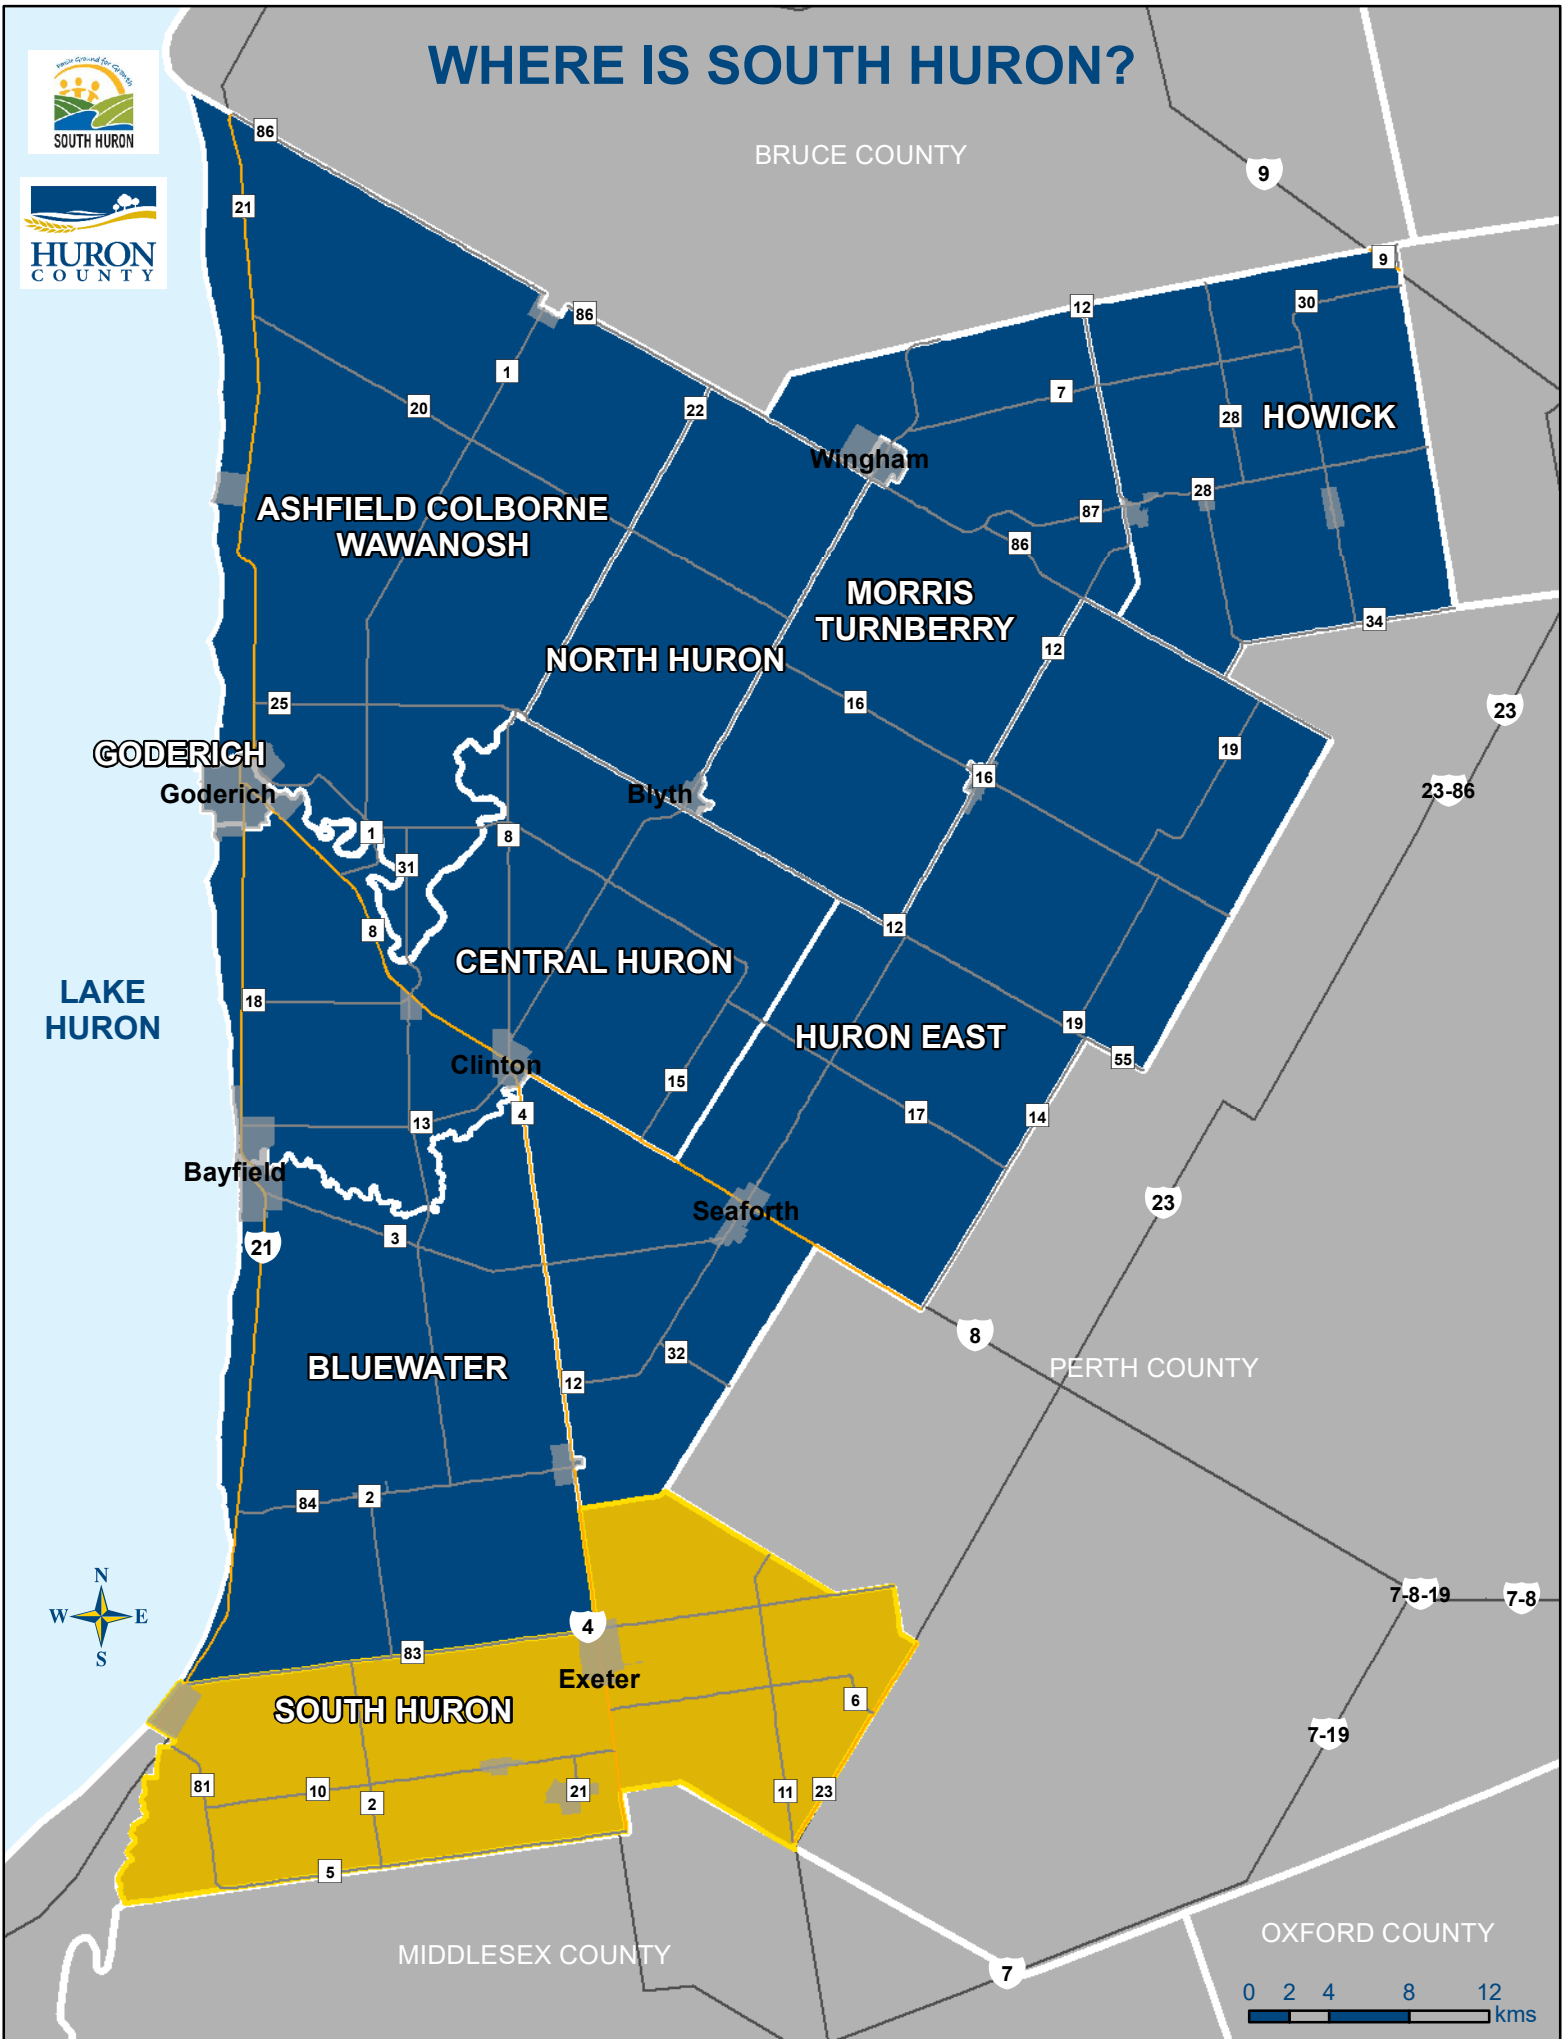 WHERE IS SOUTH HURON?
Fertile Ground for Growth
SOUTH HURON
HURON
COUNTY
BRUCE COUNTY
86
9
21
9
30
12
86
1
7
20
22
28
HOWICK
Wingham
28
ASHFIELD COLBORNE
WAWANOSH
87
86
MORRIS
TURNBERRY
34
12
NORTH HURON
25
16
23
19
GODERICH
Goderich
Blyth
16
23-86
1
8
31
8
12
CENTRAL HURON
LAKE
HURON
18
19
HURON EAST
55
Clinton
15
4
13
17
14
Bayfield
23
Seaforth
3
21
8
32
PERTH COUNTY
BLUEWATER
12
84
2
N
W
E
S
7-8-19
7-8
4
83
Exeter
6
SOUTH HURON
7-19
81
10
2
21
11
23
5
OXFORD COUNTY
MIDDLESEX COUNTY
7
0 2 4 8 12
kms